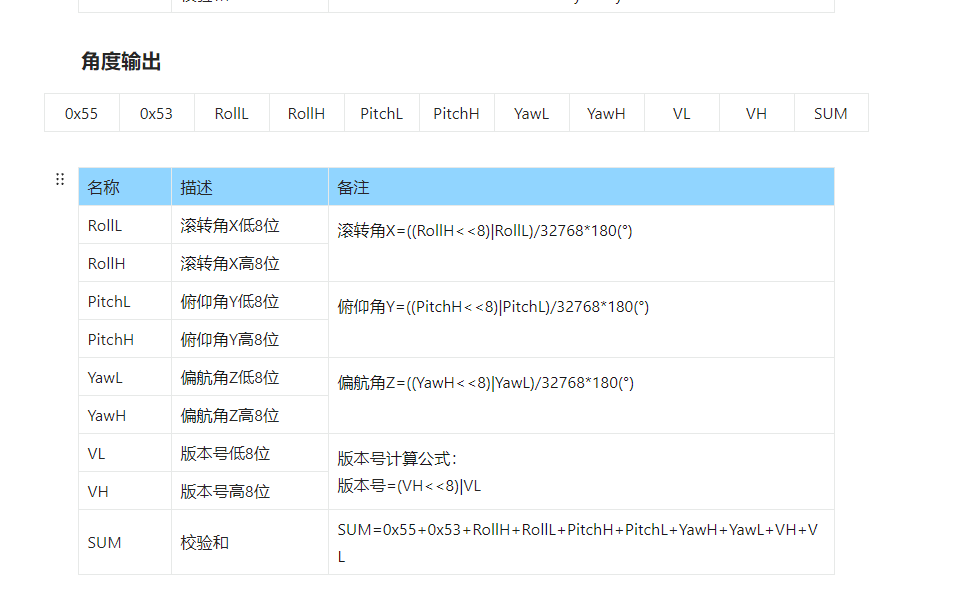 角度输出
0x55 0x53 RollL RollH PitchL PitchH YawL YawH VL VH SUM
名称 描述 备注
RollL 滚转角X低8位 滚转角X=((RollH<<8)|RollL)/32768*180(°)
RollH 滚转角X高8位
PitchL 俯仰角Y低8位 俯仰角Y=((PitchH<<8)|PitchL)/32768*180(°)
PitchH 俯仰角Y高8位
YawL 偏航角Z低8位 偏航角Z=((YawH<<8)|YawL)/32768*180(°)
YawH 偏航角Z高8位
VL 版本号低8位 版本号计算公式：
VH 版本号高8位 版本号=(VH<<8)|VL
SUM 校验和 SUM=0x55+0x53+RollH+RollL+PitchH+PitchL+YawH+YawL+VH+V
L